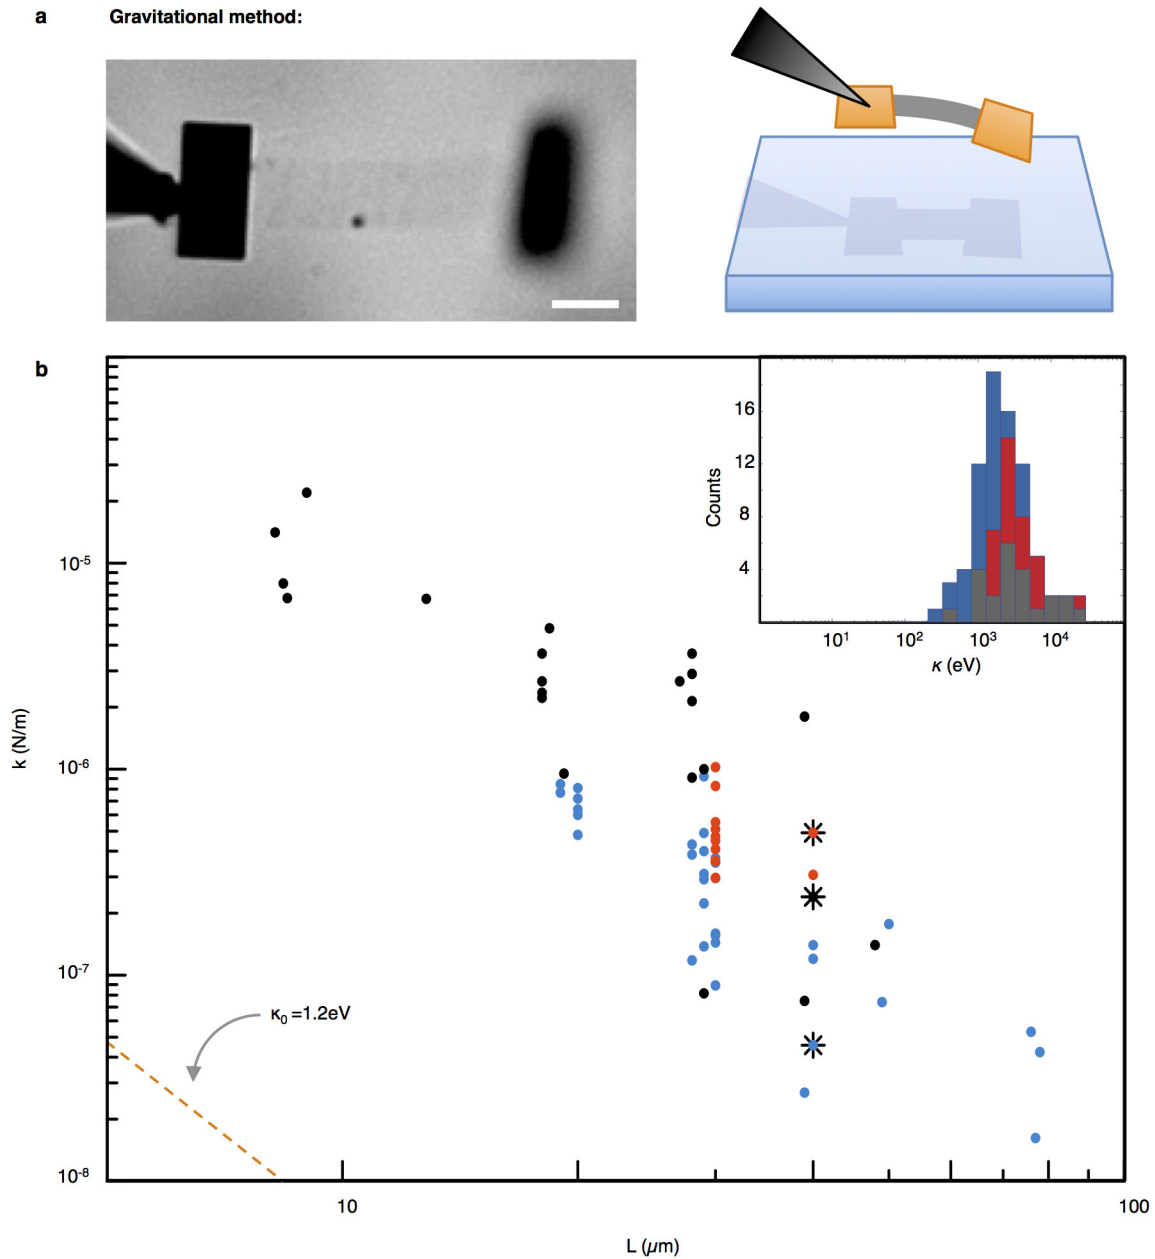 a Gravitational method:
b
16
12
8
4
Counts
10¹ 10² 10³ 10⁴
κ (eV)
10⁻⁵
10⁻⁶
10⁻⁷
10⁻⁸
k (N/m)
κ₀ =1.2eV
10 100
L (μm)